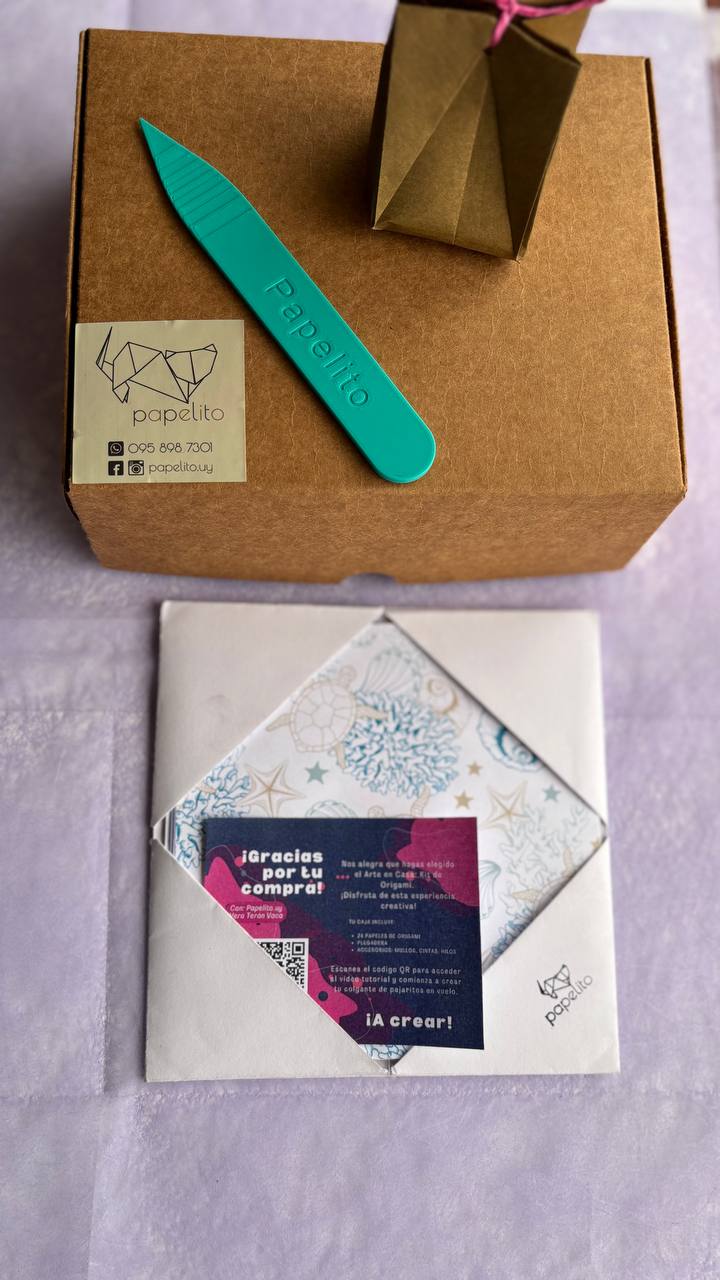 Papelito
papelito
095 898 7301
papelito.uy
¡Gracias
por tu
compra!
Con: Papelito.uy
Vero Terón Vaca
Nos alegra que hayas elegido
el Arte en Casa: Kit de
Origami.
¡Disfruta de esta experiencia
creativa!
TU CAJA INCLUYE:
• 24 PAPELES DE ORIGAMI
• PLEGADERA
• ACCESORIOS: MULLOS, CINTAS, HILOS
Escanea el codigo QR para acceder
al video tutorial y comienza a crear
tu colgante de pajaritos en vuelo.
¡A crear!
papelito